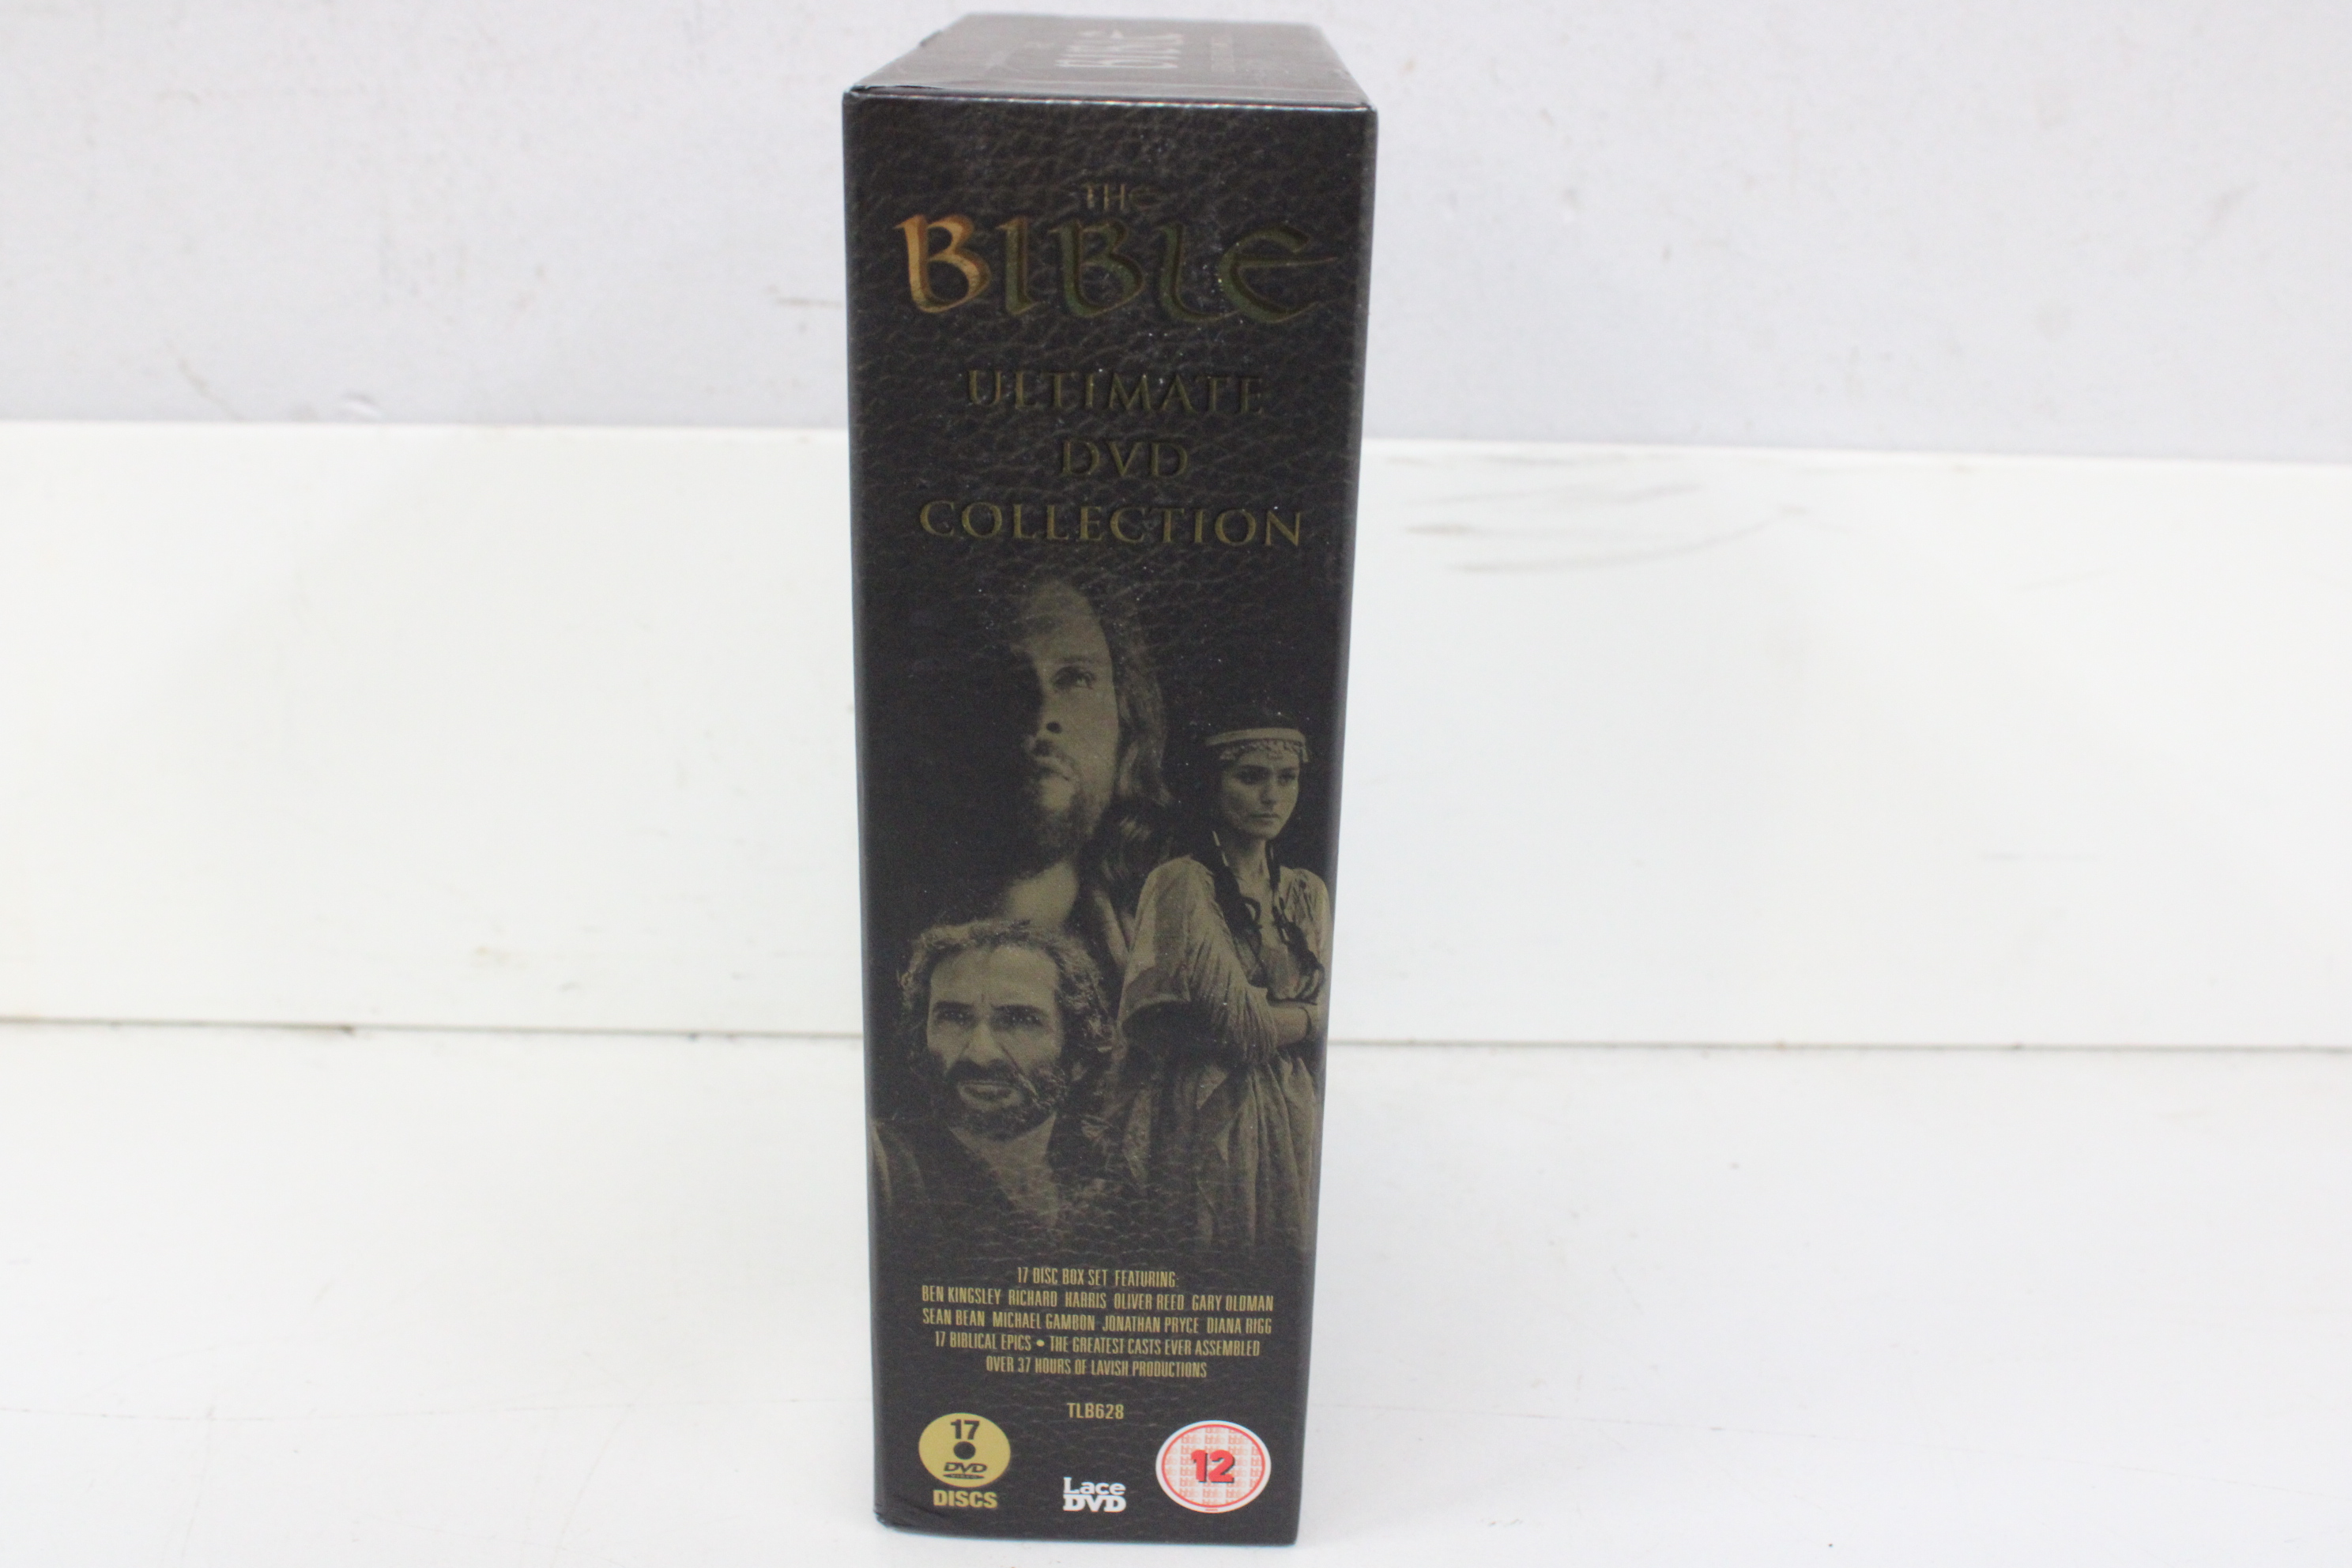 THE
BIBLE
ULTIMATE
DVD
COLLECTION
17 DISC BOX SET FEATURING:
BEN KINGSLEY RICHARD HARRIS OLIVER REED GARY OLDMAN
SEAN BEAN MICHAEL GAMBON JONATHAN PRYCE DIANA RIGG
17 BIBLICAL EPICS • THE GREATEST CASTS EVER ASSEMBLED
OVER 37 HOURS OF LAVISH PRODUCTIONS
TLB628
17
DVD
DISCS
Lace
DVD
12